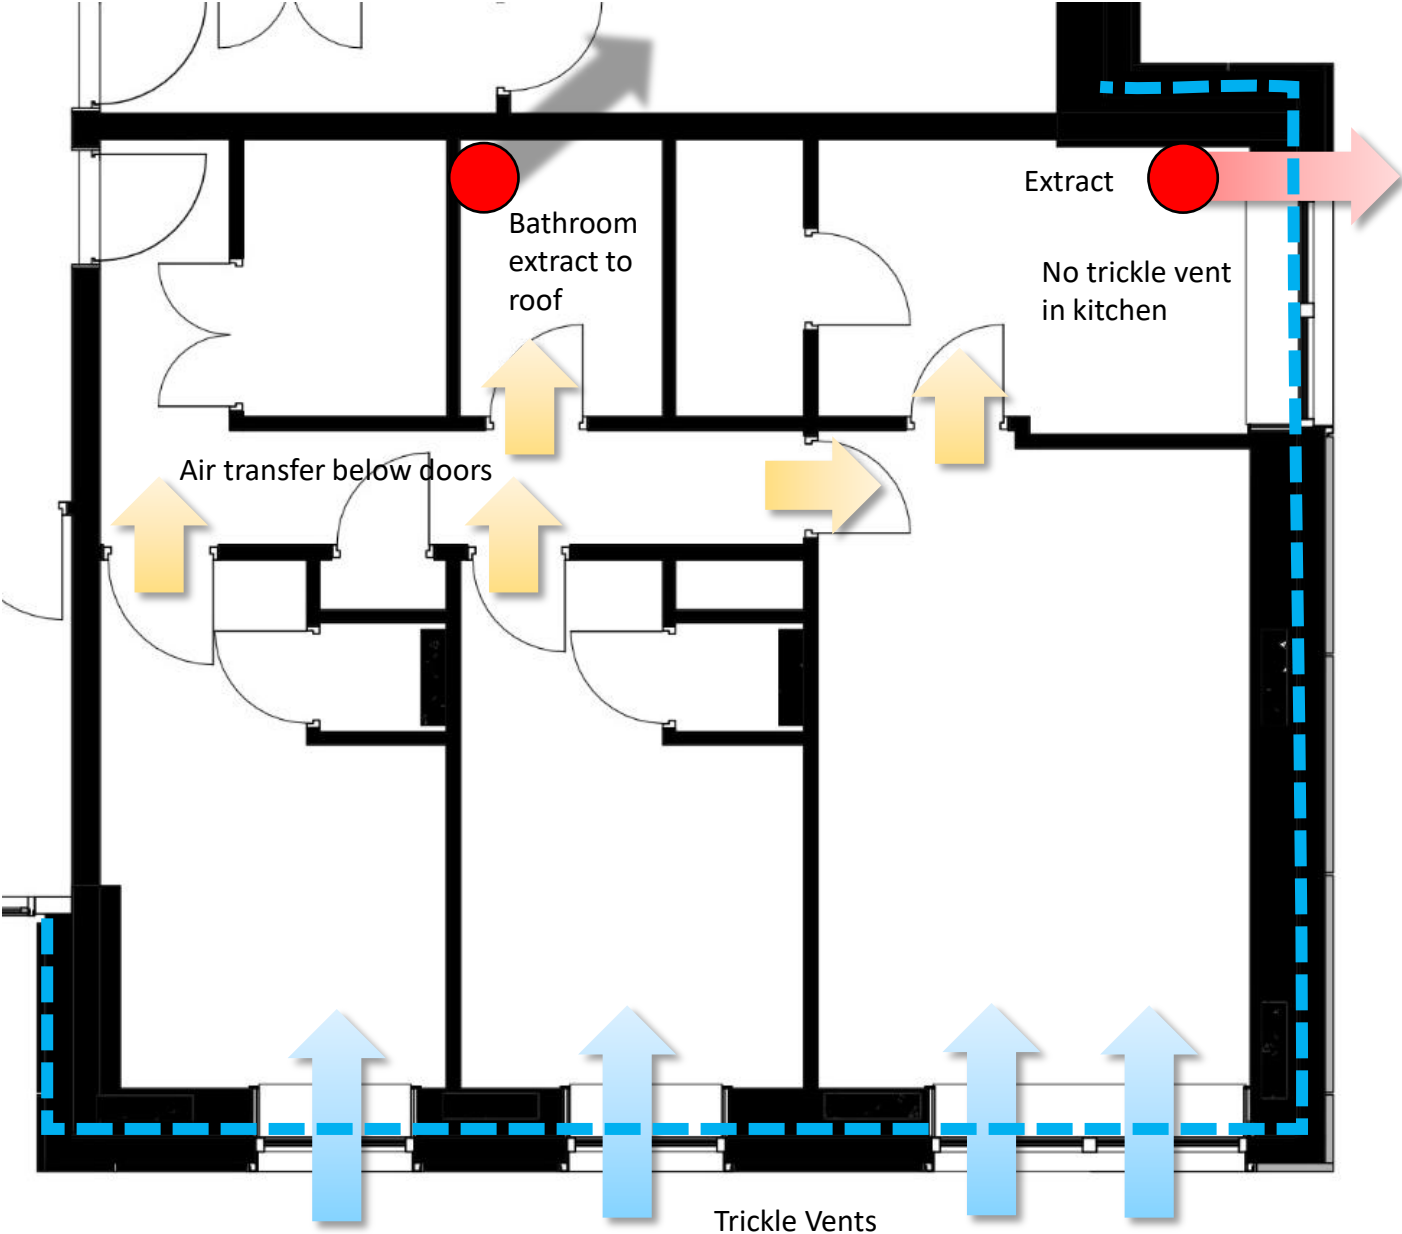 Extract
Bathroom
extract to
roof
No trickle vent
in kitchen
Air transfer below doors
Trickle Vents